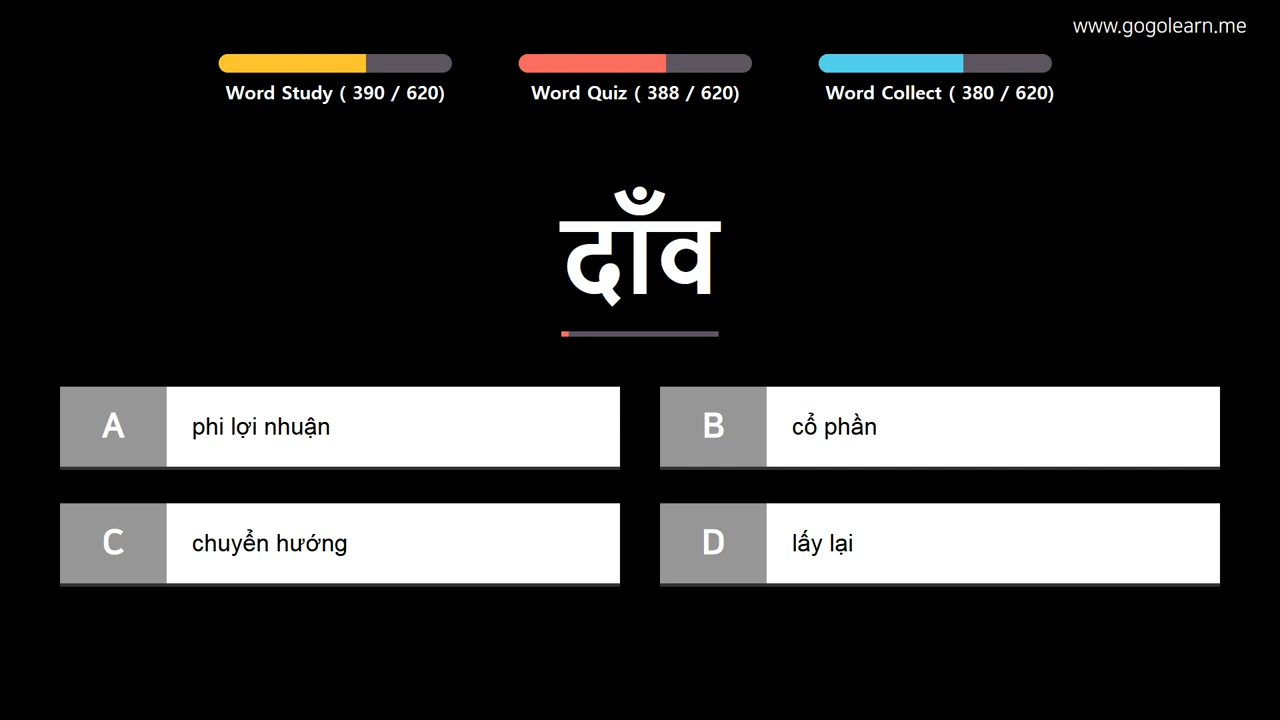 www.gogolearn.me
Word Study ( 390 / 620)
Word Quiz ( 388 / 620)
Word Collect ( 380 / 620)
दाँव
A phi lợi nhuận
B cổ phần
C chuyển hướng
D lấy lại